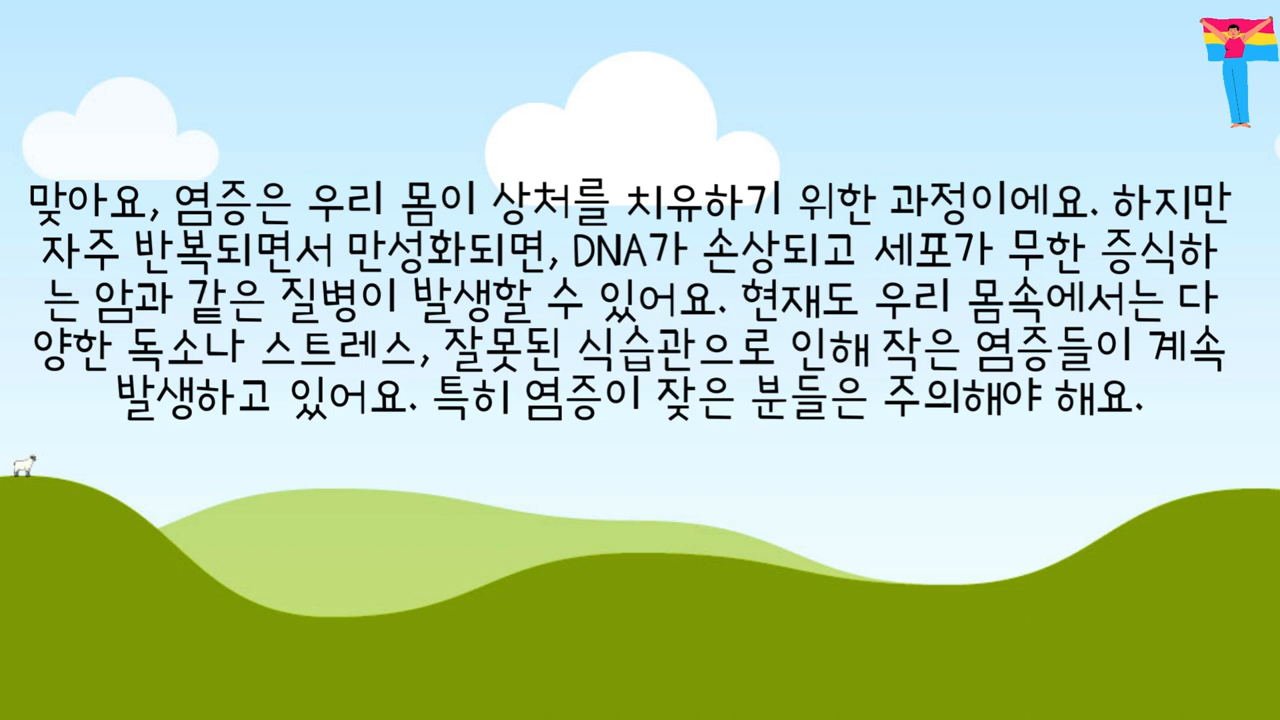 맞아요, 염증은 우리 몸이 상처를 치유하기 위한 과정이에요. 하지만
자주 반복되면서 만성화되면, DNA가 손상되고 세포가 무한 증식하
는 암과 같은 질병이 발생할 수 있어요. 현재도 우리 몸속에서는 다
양한 독소나 스트레스, 잘못된 식습관으로 인해 작은 염증들이 계속
발생하고 있어요. 특히 염증이 잦은 분들은 주의해야 해요.